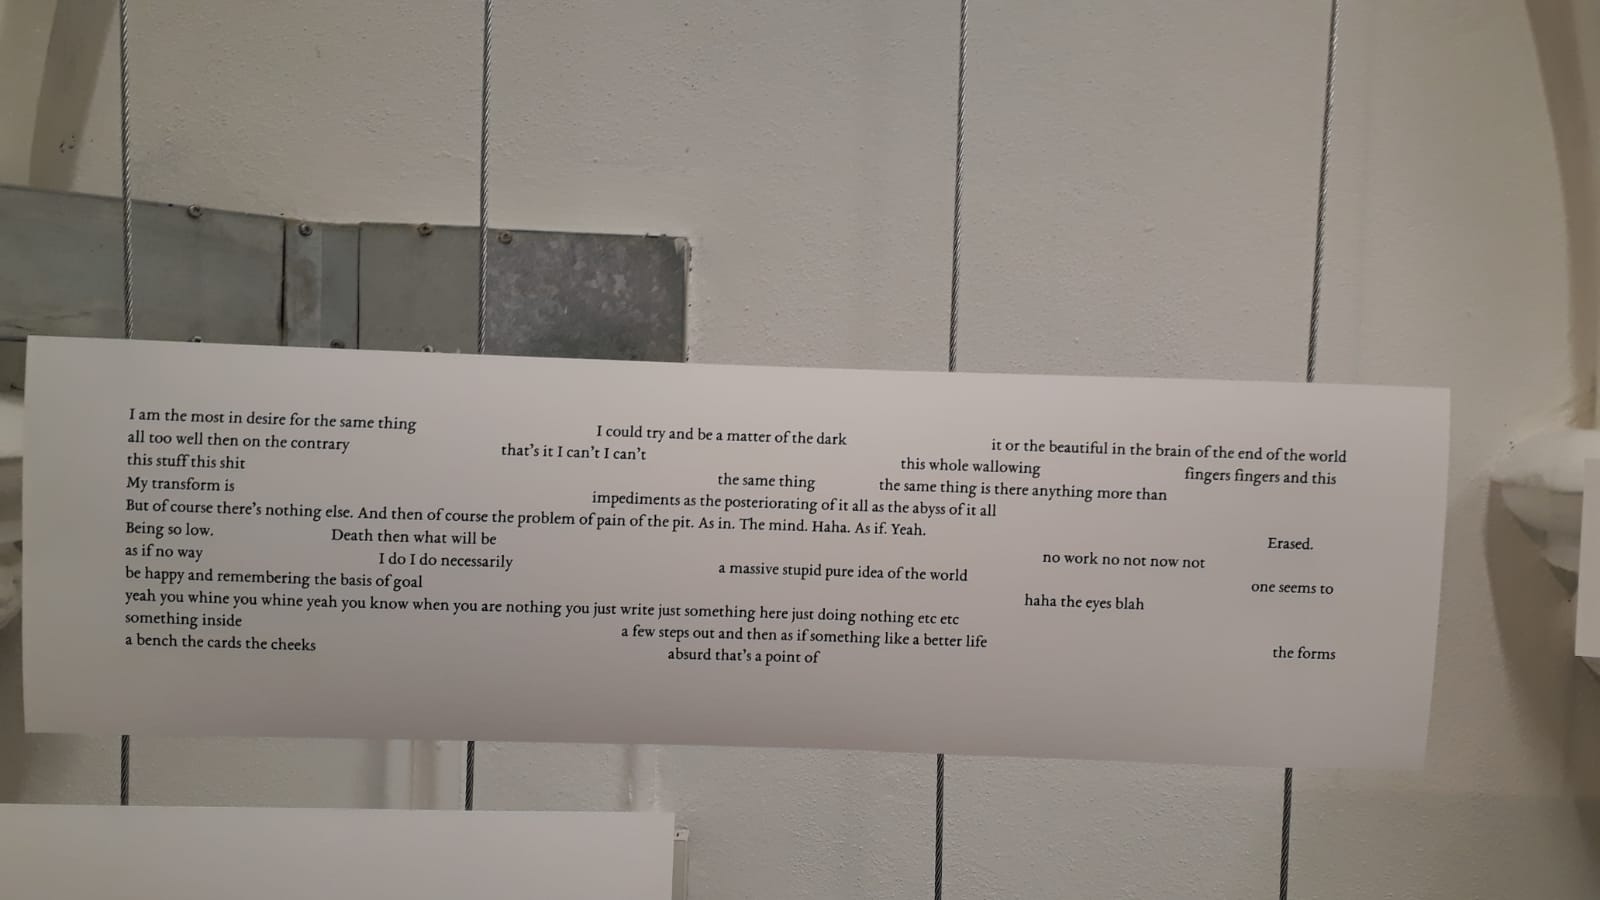 I am the most in desire for the same thing I could try and be a matter of the dark it or the beautiful in the brain of the end of the world
all too well then on the contrary that's it I can't I can't this whole wallowing fingers fingers and this
this stuff this shit the same thing the same thing is there anything more than
My transform is impediments as the posteriorating of it all as the abyss of it all
But of course there's nothing else. And then of course the problem of pain of the pit. As in. The mind. Haha. As if. Yeah. Erased.
Being so low. Death then what will be no work no not now not
as if no way I do I do necessarily a massive stupid pure idea of the world one seems to
be happy and remembering the basis of goal haha the eyes blah
yeah you whine you whine yeah you know when you are nothing you just write just something here just doing nothing etc etc
something inside a few steps out and then as if something like a better life the forms
a bench the cards the cheeks absurd that's a point of